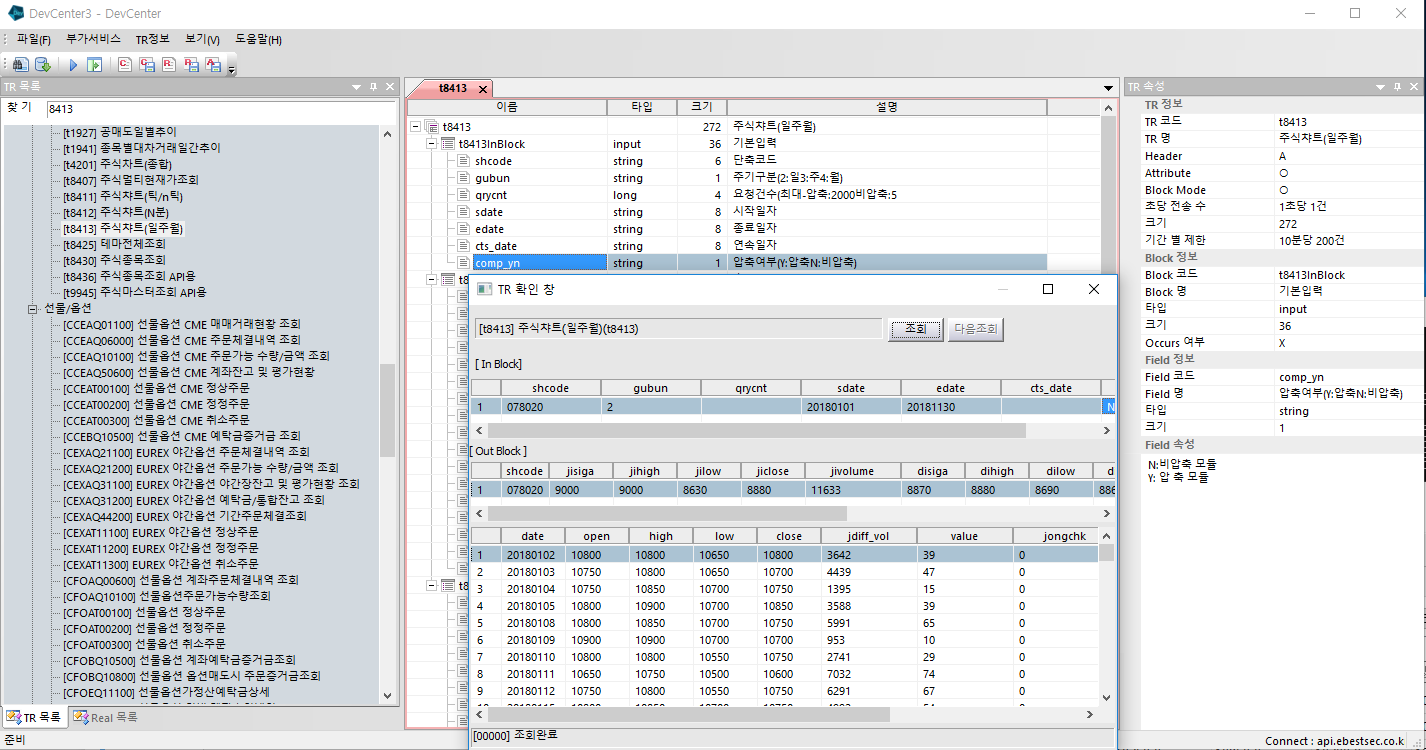 DevCenter3 - DevCenter
파일(F) 부가서비스 TR정보 보기(V) 도움말(H)
TR 목록
찾 기 8413
[t1927] 공매도일별추이
[t1941] 종목별대차거래일간추이
[t4201] 주식차트(종합)
[t8407] 주식멀티현재가조회
[t8411] 주식챠트(틱/n틱)
[t8412] 주식챠트(N분)
[t8413] 주식챠트(일주월)
[t8425] 테마전체조회
[t8430] 주식종목조회
[t8436] 주식종목조회 API용
[t9945] 주식마스터조회 API용
선물/옵션
[CCEAQ01100] 선물옵션 CME 매매거래현황 조회
[CCEAQ06000] 선물옵션 CME 주문체결내역 조회
[CCEAQ10100] 선물옵션 CME 주문가능 수량/금액 조회
[CCEAQ50600] 선물옵션 CME 계좌잔고 및 평가현황
[CCEAT00100] 선물옵션 CME 정상주문
[CCEAT00200] 선물옵션 CME 정정주문
[CCEAT00300] 선물옵션 CME 취소주문
[CCEBQ10500] 선물옵션 CME 예탁금증거금 조회
[CEXAQ21100] EUREX 야간옵션 주문체결내역 조회
[CEXAQ21200] EUREX 야간옵션 주문가능 수량/금액 조회
[CEXAQ31100] EUREX 야간옵션 야간장잔고 및 평가현황 조회
[CEXAQ31200] EUREX 야간옵션 예탁금/통합잔고 조회
[CEXAQ44200] EUREX 야간옵션 기간주문체결조회
[CEXAT11100] EUREX 야간옵션 정상주문
[CEXAT11200] EUREX 야간옵션 정정주문
[CEXAT11300] EUREX 야간옵션 취소주문
[CFOAQ00600] 선물옵션 계좌주문체결내역 조회
[CFOAQ10100] 선물옵션주문가능수량조회
[CFOAT00100] 선물옵션 정상주문
[CFOAT00200] 선물옵션 정정주문
[CFOAT00300] 선물옵션 취소주문
[CFOBQ10500] 선물옵션 계좌예탁금증거금조회
[CFOBQ10800] 선물옵션 옵션매도시 주문증거금조회
[CFOEQ11100] 선물옵션가정산예탁금상세
TR 목록 Real 목록
준비
t8413
이름 타입 크기 설명
t8413 272 주식챠트(일주월)
t8413InBlock input 36 기본입력
shcode string 6 단축코드
gubun string 1 주기구분(2:일3:주4:월)
qrycnt long 4 요청건수(최대-압축:2000비압축:5
sdate string 8 시작일자
edate string 8 종료일자
cts_date string 8 연속일자
comp_yn string 1 압축여부(Y:압축N:비압축)
TR 확인 창
[t8413] 주식챠트(일주월)(t8413) 조회 다음조회
[ In Block]
shcode gubun qrycnt sdate edate cts_date
1 078020 2 20180101 20181130 N
[ Out Block ]
shcode jisiga jihigh jilow jiclose jivolume disiga dihigh dilow
1 078020 9000 9000 8630 8880 11633 8870 8880 8690
date open high low close jdiff_vol value jongchk
1 20180102 10800 10800 10650 10800 3642 39 0
2 20180103 10750 10800 10650 10700 4439 47 0
3 20180104 10750 10850 10700 10750 1395 15 0
4 20180105 10800 10900 10700 10850 3588 39 0
5 20180108 10800 10850 10700 10750 5991 65 0
6 20180109 10900 10900 10700 10700 953 10 0
7 20180110 10800 10800 10550 10750 2741 29 0
8 20180111 10650 10750 10500 10600 7032 74 0
9 20180112 10750 10800 10550 10750 6291 67 0
[00000] 조회완료
TR 속성
TR 정보
TR 코드 t8413
TR 명 주식챠트(일주월)
Header A
Attribute O
Block Mode O
초당 전송 수 1초당 1건
크기 272
기간 별 제한 10분당 200건
Block 정보
Block 코드 t8413InBlock
Block 명 기본입력
타입 input
크기 36
Occurs 여부 X
Field 정보
Field 코드 comp_yn
Field 명 압축여부(Y:압축N:비압축)
타입 string
크기 1
Field 속성
N:비압축 모듈
Y: 압 축 모듈
Connect : api.ebestsec.co.k